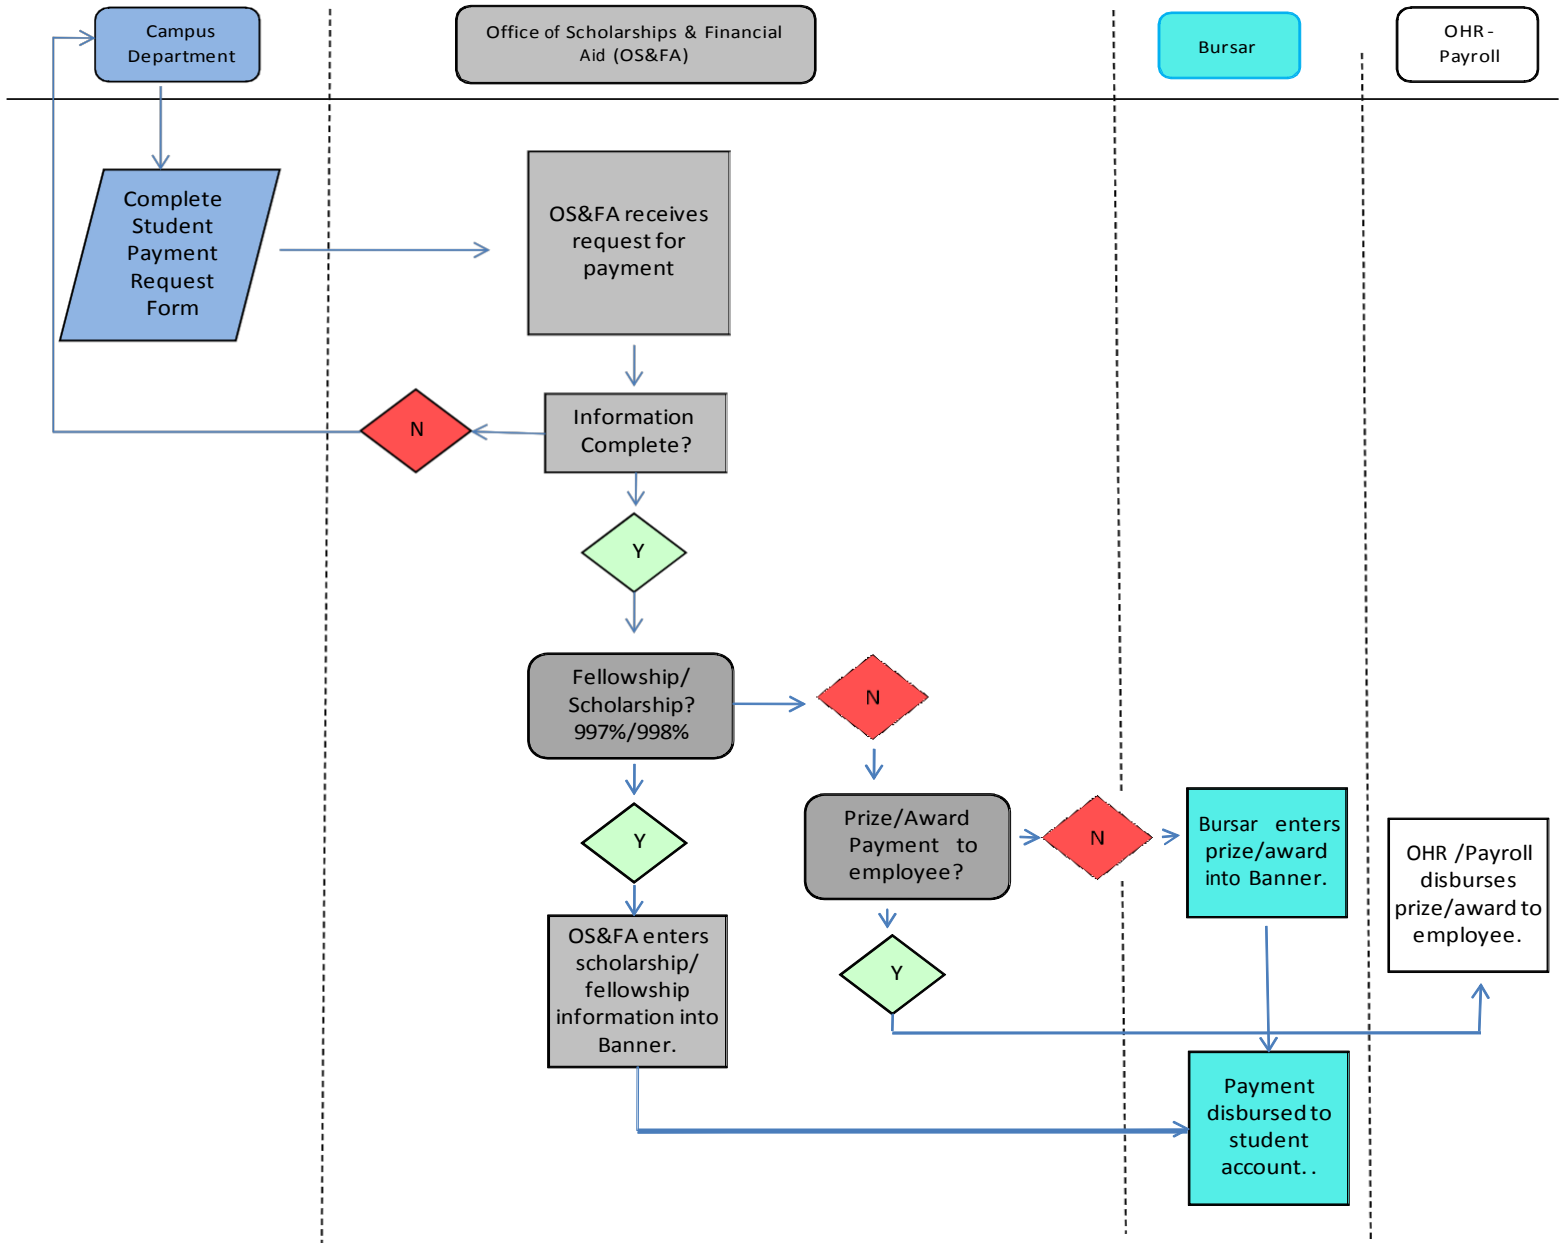 Campus
Department
Office of Scholarships & Financial
Aid (OS&FA)
Bursar
OHR -
Payroll
Complete
Student
Payment
Request
Form
OS&FA receives
request for
payment
Information
Complete?
N
Y
Fellowship/
Scholarship?
997%/998%
N
Y
Prize/Award
Payment to
employee?
N
Bursar enters
prize/award
into Banner.
OHR /Payroll
disburses
prize/award to
employee.
Y
OS&FA enters
scholarship/
fellowship
information into
Banner.
Payment
disbursed to
student
account. .